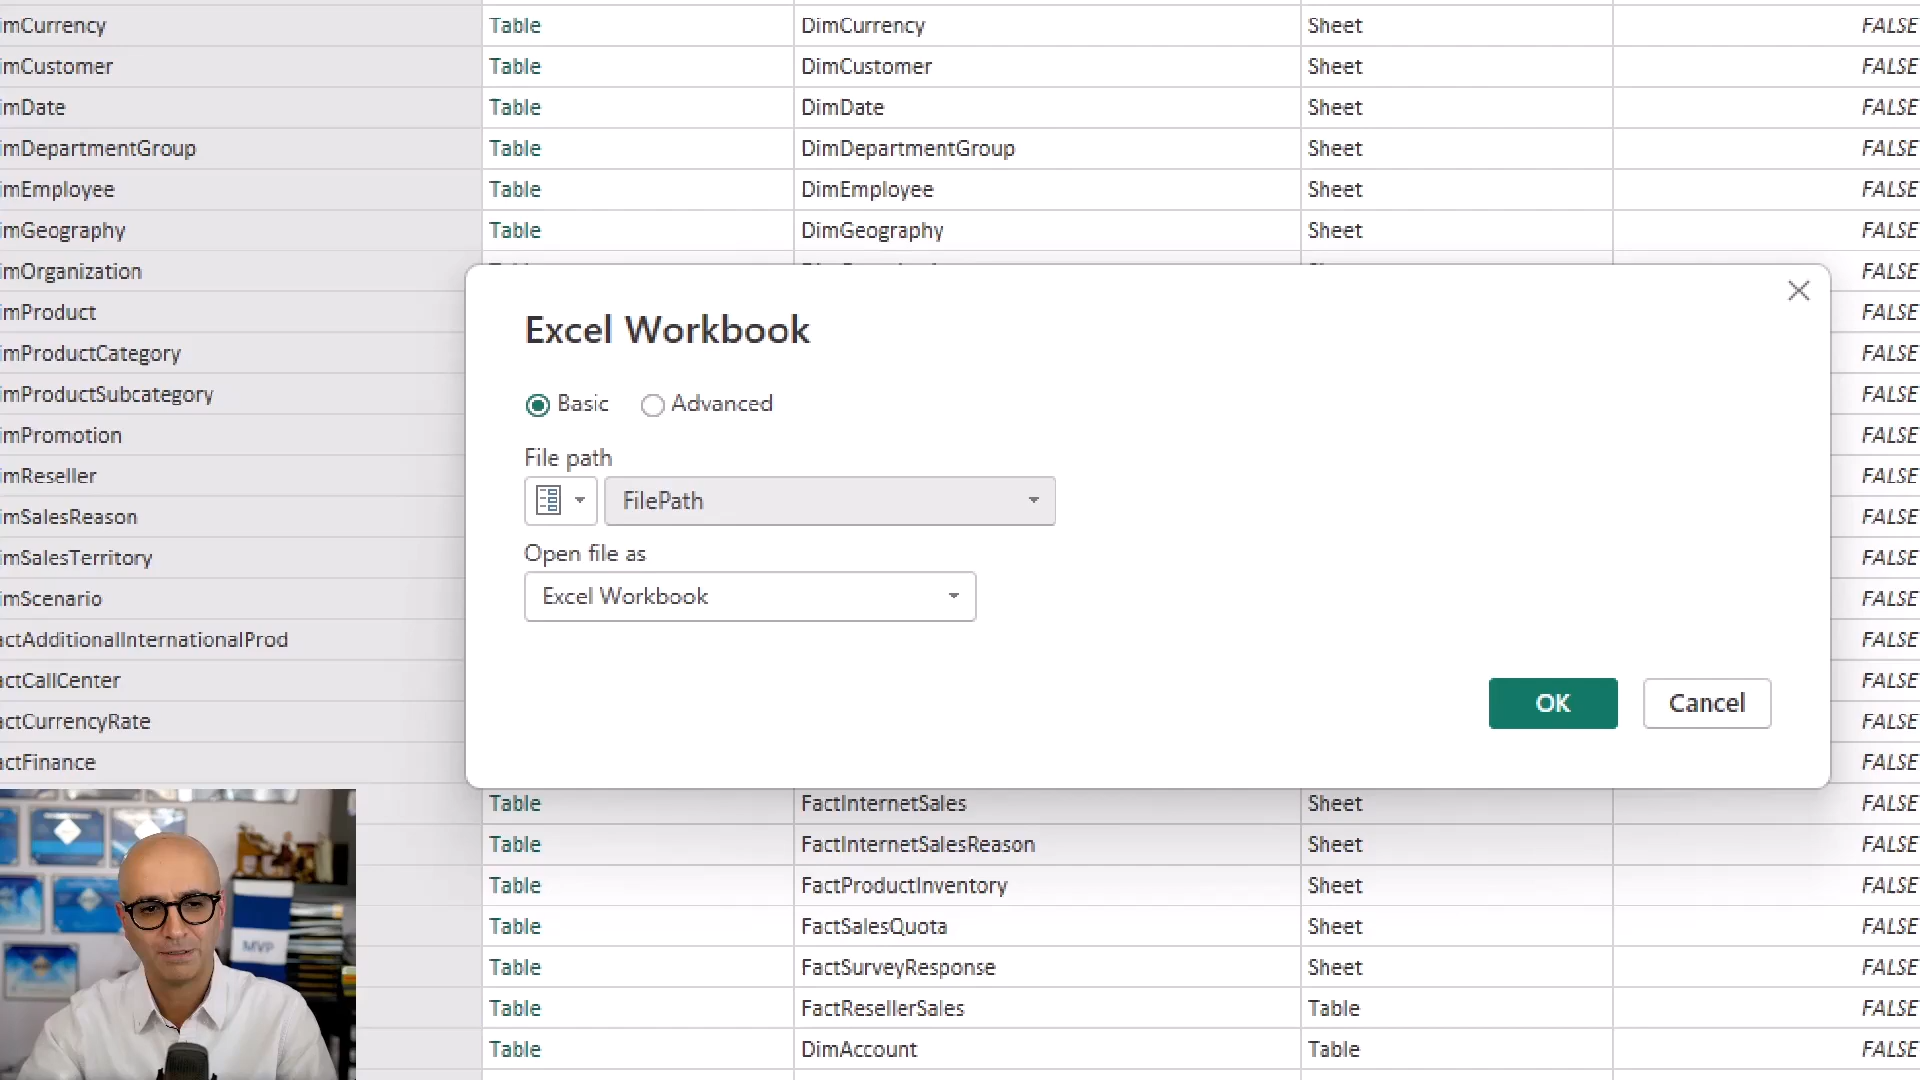 imCurrency Table DimCurrency Sheet FALSE
imCustomer Table DimCustomer Sheet FALSE
imDate Table DimDate Sheet FALSE
imDepartmentGroup Table DimDepartmentGroup Sheet FALSE
imEmployee Table DimEmployee Sheet FALSE
imGeography Table DimGeography Sheet FALSE
imOrganization FALSE
imProduct FALSE
imProductCategory FALSE
imProductSubcategory FALSE
imPromotion FALSE
imReseller FALSE
imSalesReason FALSE
imSalesTerritory FALSE
imScenario FALSE
actAdditionalInternationalProd FALSE
actCallCenter FALSE
actCurrencyRate FALSE
actFinance FALSE
Excel Workbook
Basic Advanced
File path
FilePath
Open file as
Excel Workbook
OK Cancel
Table FactInternetSales Sheet FALSE
Table FactInternetSalesReason Sheet FALSE
Table FactProductInventory Sheet FALSE
Table FactSalesQuota Sheet FALSE
Table FactSurveyResponse Sheet FALSE
Table FactResellerSales Table FALSE
Table DimAccount Table FALSE
MVP